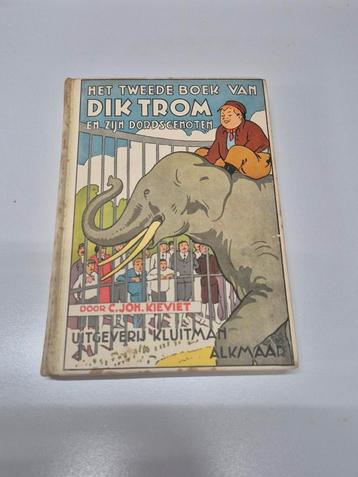 HET TWEEDE BOEK VAN
DIK TROM
EN ZIJN DORPSGENOTEN
DOOR C. JOH. KIEVIET
UITGEVERIJ KLUITMAN
ALKMAAR